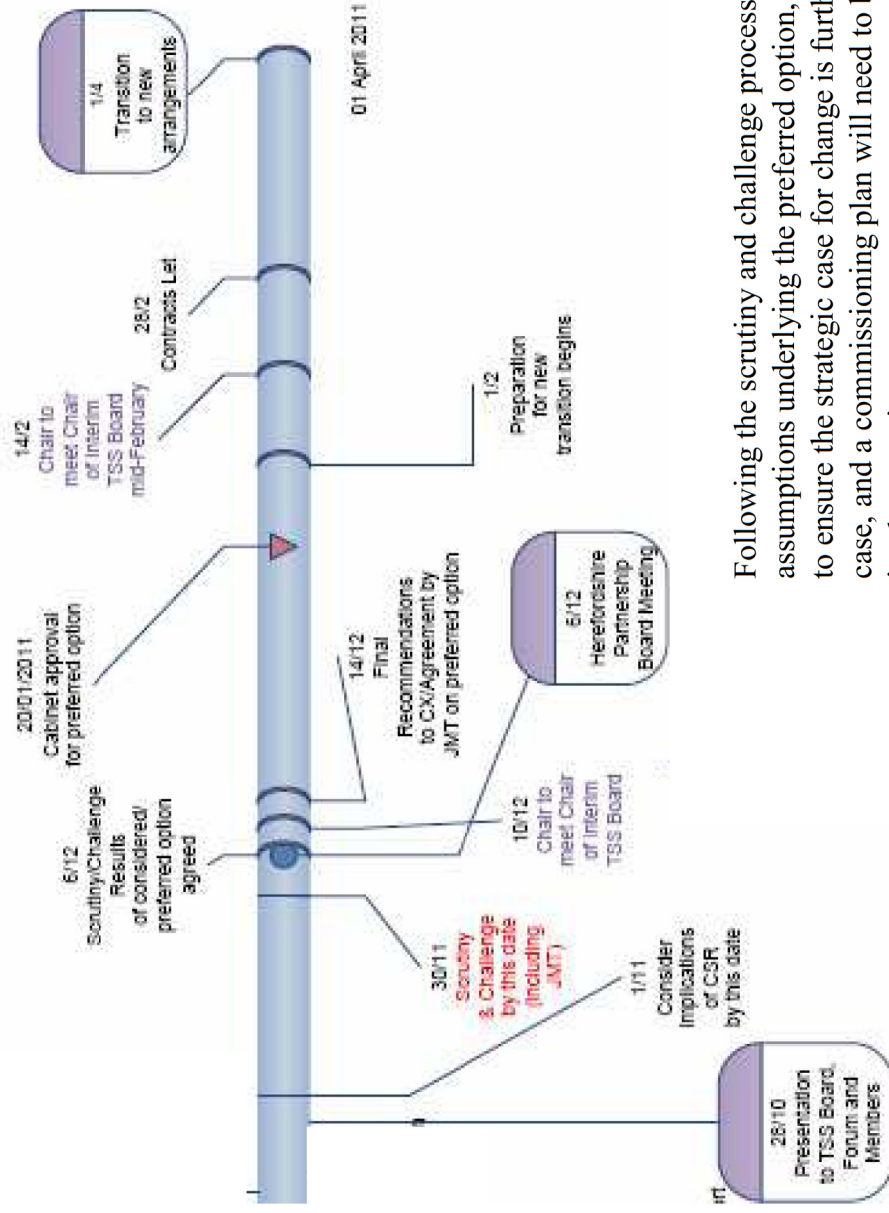 1/4
Transition
to new
arrangements
01 April 2011
28/2
Contracts Let
14/2
Chair to
meet Chair
of Interim
TSS Board
mid-February
1/2
Preparation
for new
transition begins
20/01/2011
Cabinet approval
for preferred option
14/12
Final
Recommendations
to CX/Agreement by
JMT on preferred option
6/12
Herefordshire
Partnership
Board Meeting
6/12
Scrutiny/Challenge
Results
of considered/
preferred option
agreed
10/12
Chair to
meet Chair
of Interim
TSS Board
30/11
Scrutiny
& Challenge
by this date
(Including
JMT)
1/11
Consider
Implications
of CSR
by this date
28/10
Presentation
to TSS Board,
Forum and
Members
Following the scrutiny and challenge process
assumptions underlying the preferred option,
to ensure the strategic case for change is furth
case, and a commissioning plan will need to b